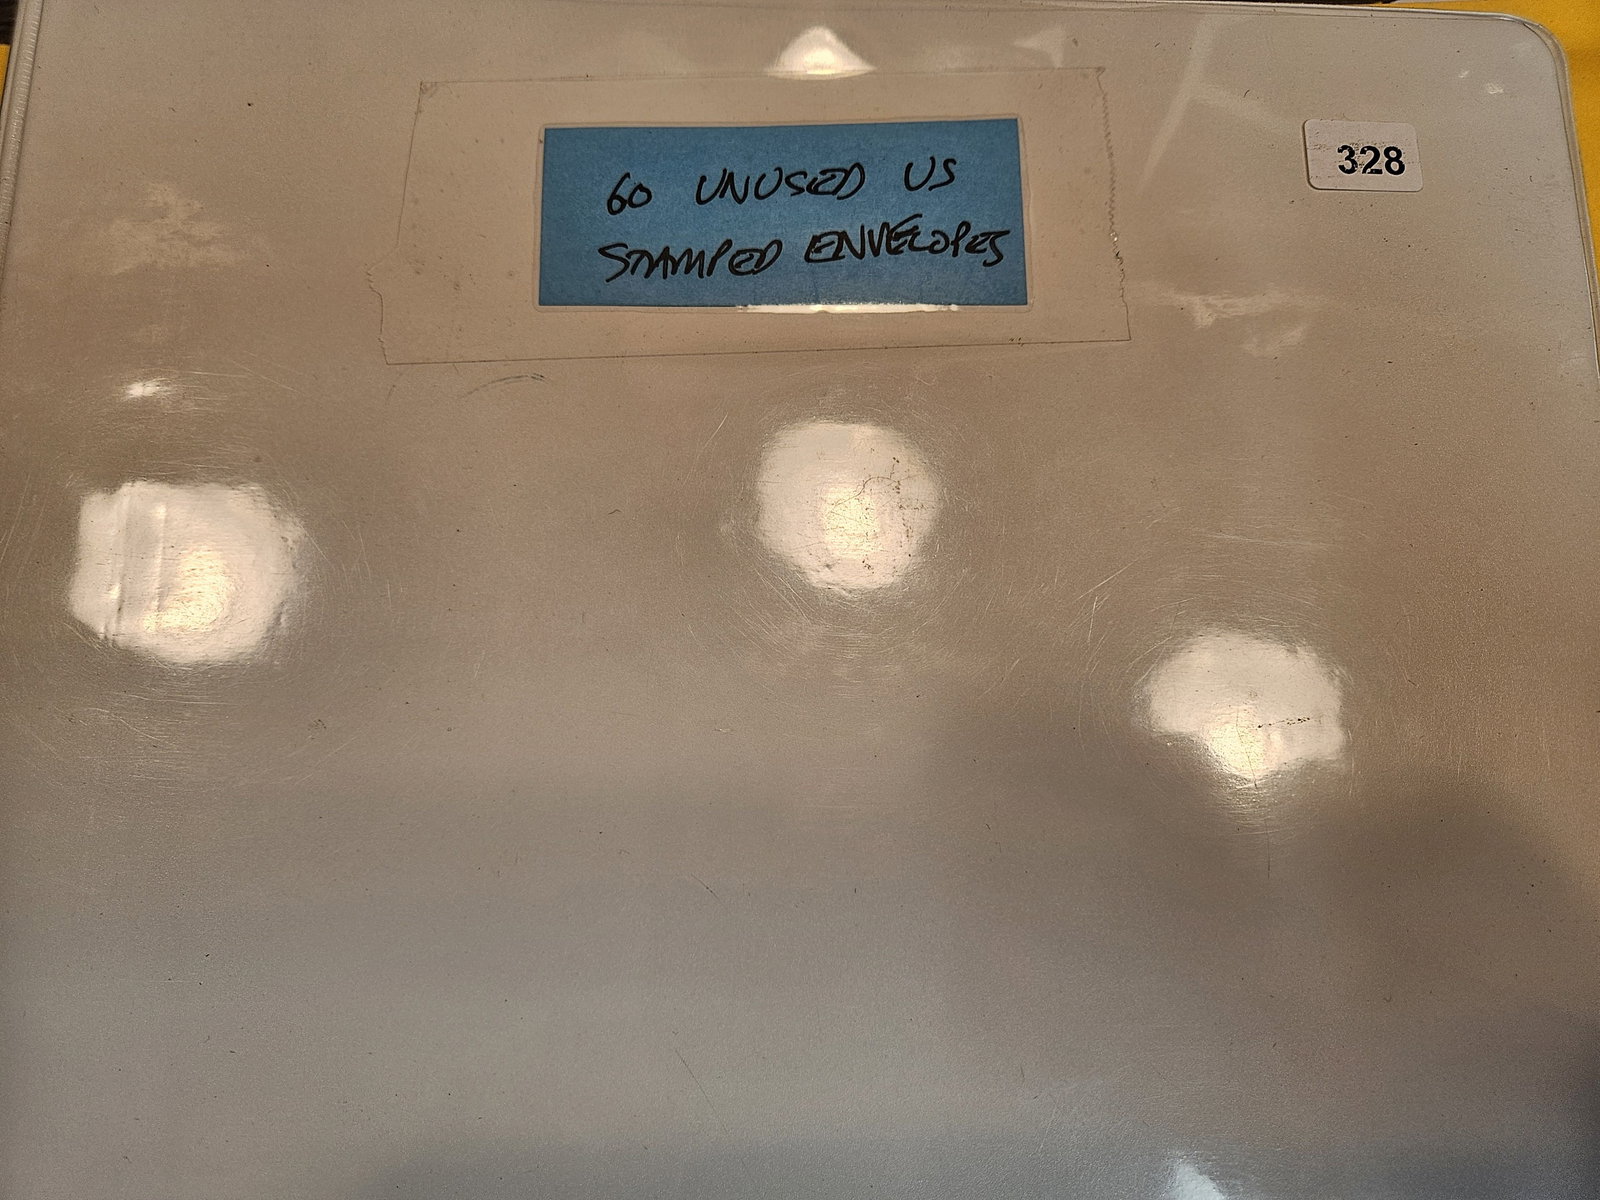 60 UNUSED US
STAMPED ENVELOPES
328